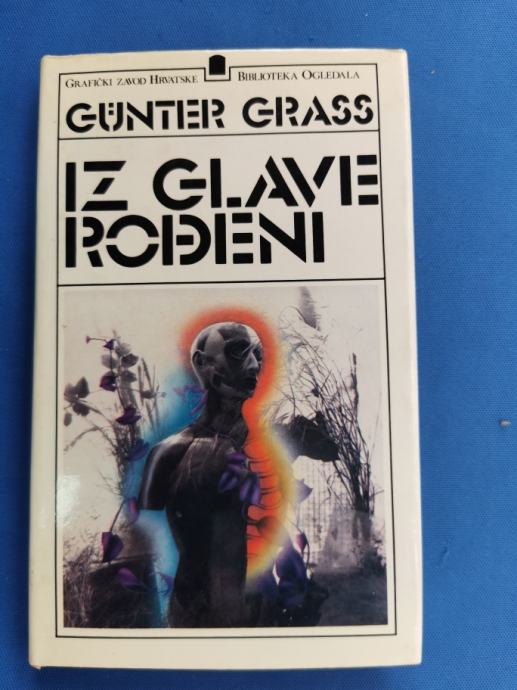 GRAFIČKI ZAVOD HRVATSKE BIBLIOTEKA OGLEDALA
GÜNTER GRASS
IZ GLAVE
ROĐENI